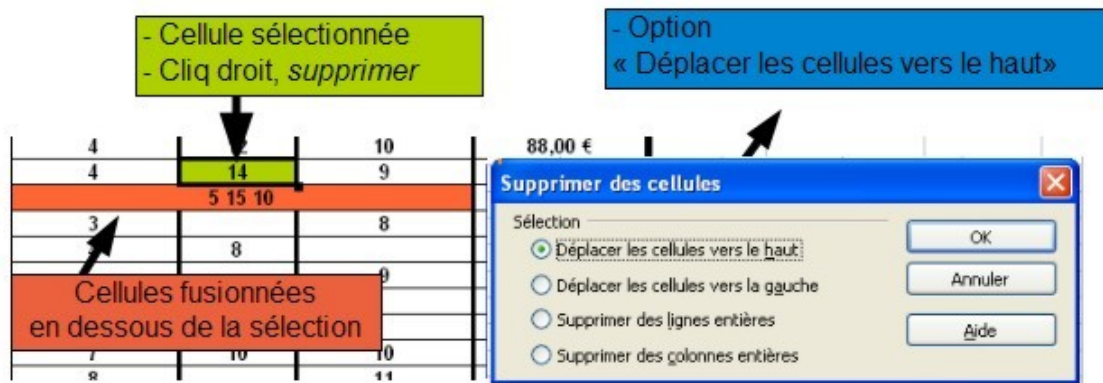 - Cellule sélectionnée
- Cliq droit, supprimer
- Option
« Déplacer les cellules vers le haut»
4 10 88,00 €
4 14 9
5 15 10
3 8
8
9
Cellules fusionnées
en dessous de la sélection
7 10 10
8 11
Supprimer des cellules
Sélection
Déplacer les cellules vers le haut
Déplacer les cellules vers la gauche
Supprimer des lignes entières
Supprimer des colonnes entières
OK
Annuler
Aide